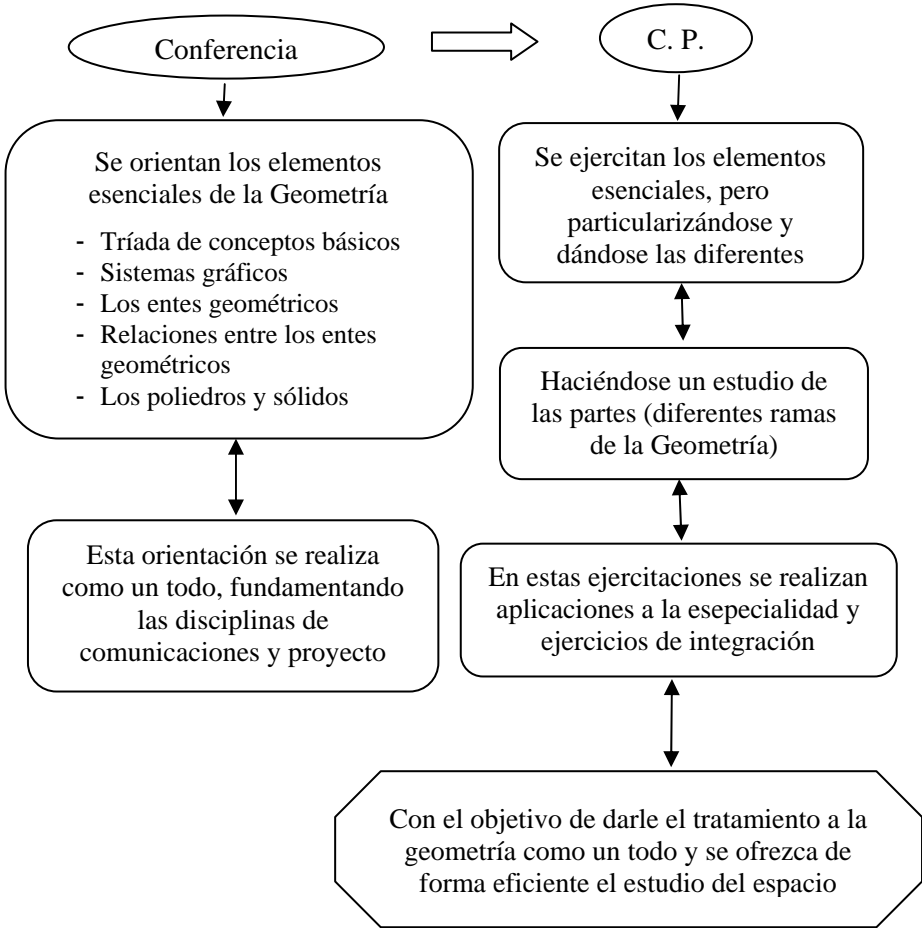 Conferencia
Se orientan los elementos
esenciales de la Geometría
- Tríada de conceptos básicos
- Sistemas gráficos
- Los entes geométricos
- Relaciones entre los entes
geométricos
- Los poliedros y sólidos
Esta orientación se realiza
como un todo, fundamentando
las disciplinas de
comunicaciones y proyecto
C. P.
Se ejercitan los elementos
esenciales, pero
particularizándose y
dándose las diferentes
Haciéndose un estudio de
las partes (diferentes ramas
de la Geometría)
En estas ejercitaciones se realizan
aplicaciones a la esepecialidad y
ejercicios de integración
Con el objetivo de darle el tratamiento a la
geometría como un todo y se ofrezca de
forma eficiente el estudio del espacio